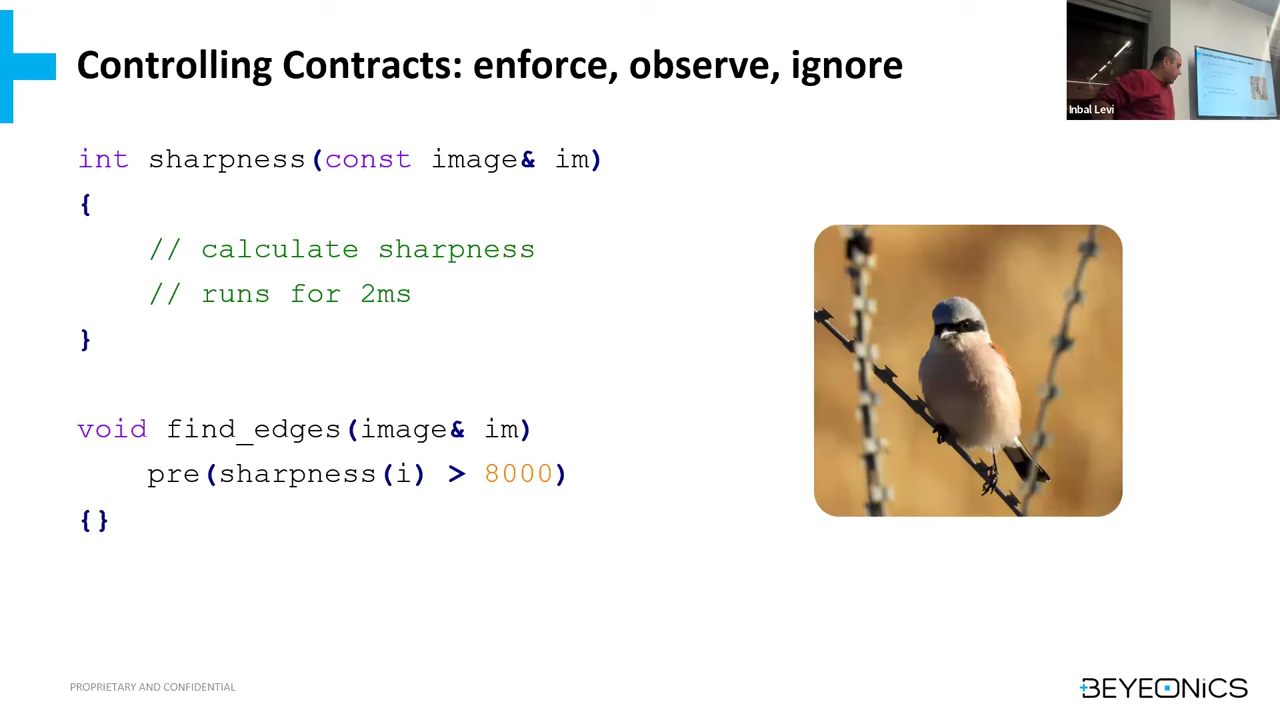 Controlling Contracts: enforce, observe, ignore
Inbal Levi
int sharpness(const image& im)
{
// calculate sharpness
// runs for 2ms
}
void find_edges(image& im)
pre(sharpness(i) > 8000)
{}
PROPRIETARY AND CONFIDENTIAL
BEYEONiCS